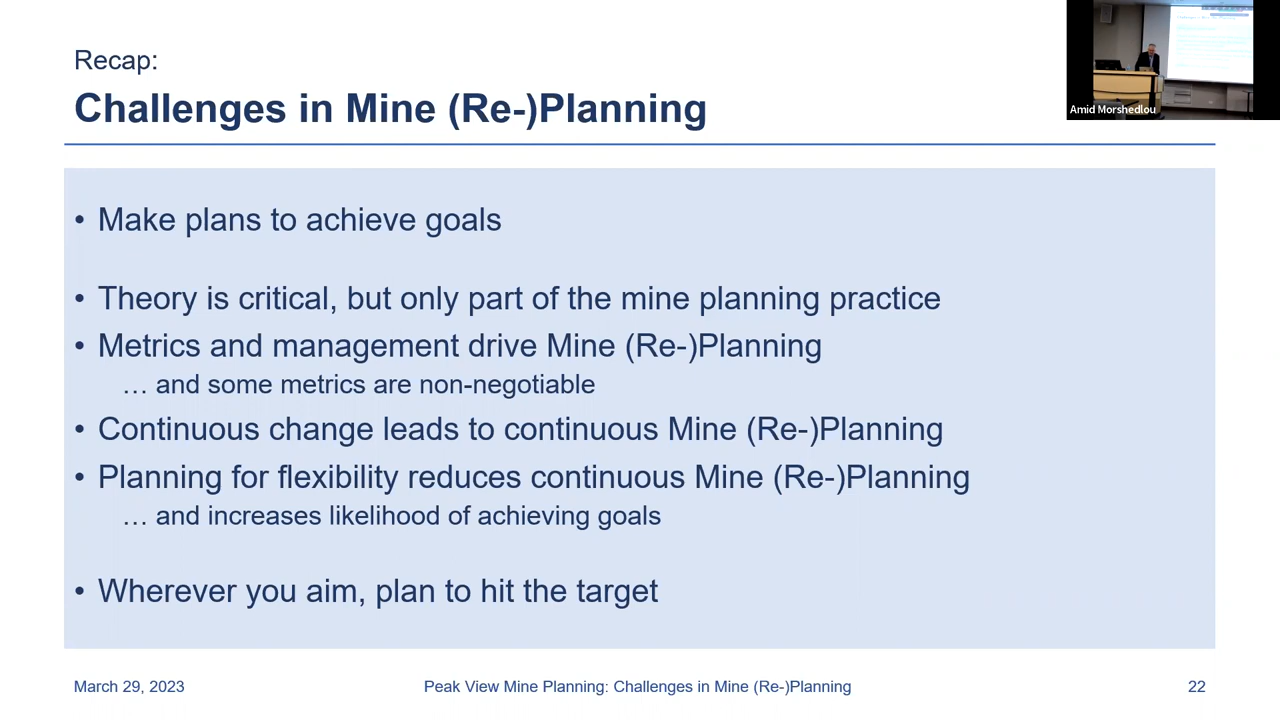 Recap:
Challenges in Mine (Re-)Planning
Amid Morshedlou
• Make plans to achieve goals
• Theory is critical, but only part of the mine planning practice
• Metrics and management drive Mine (Re-)Planning
… and some metrics are non-negotiable
• Continuous change leads to continuous Mine (Re-)Planning
• Planning for flexibility reduces continuous Mine (Re-)Planning
… and increases likelihood of achieving goals
• Wherever you aim, plan to hit the target
March 29, 2023
Peak View Mine Planning: Challenges in Mine (Re-)Planning
22